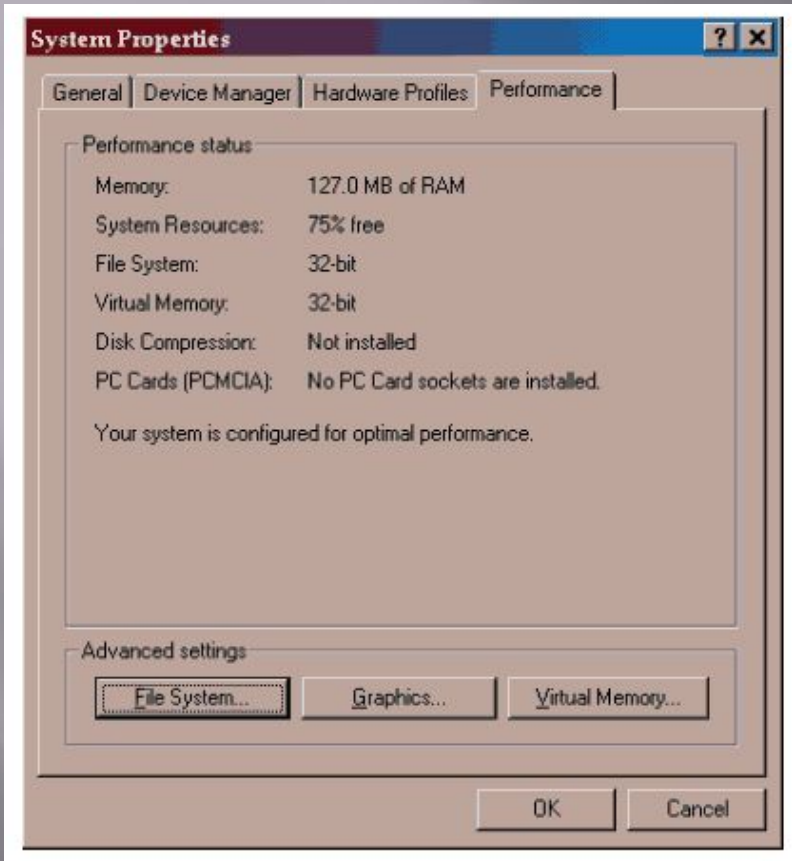 System Properties
General Device Manager Hardware Profiles Performance
Performance status
Memory: 127.0 MB of RAM
System Resources: 75% free
File System: 32-bit
Virtual Memory: 32-bit
Disk Compression: Not installed
PC Cards (PCMCIA): No PC Card sockets are installed.
Your system is configured for optimal performance.
Advanced settings
File System... Graphics... Virtual Memory...
OK Cancel